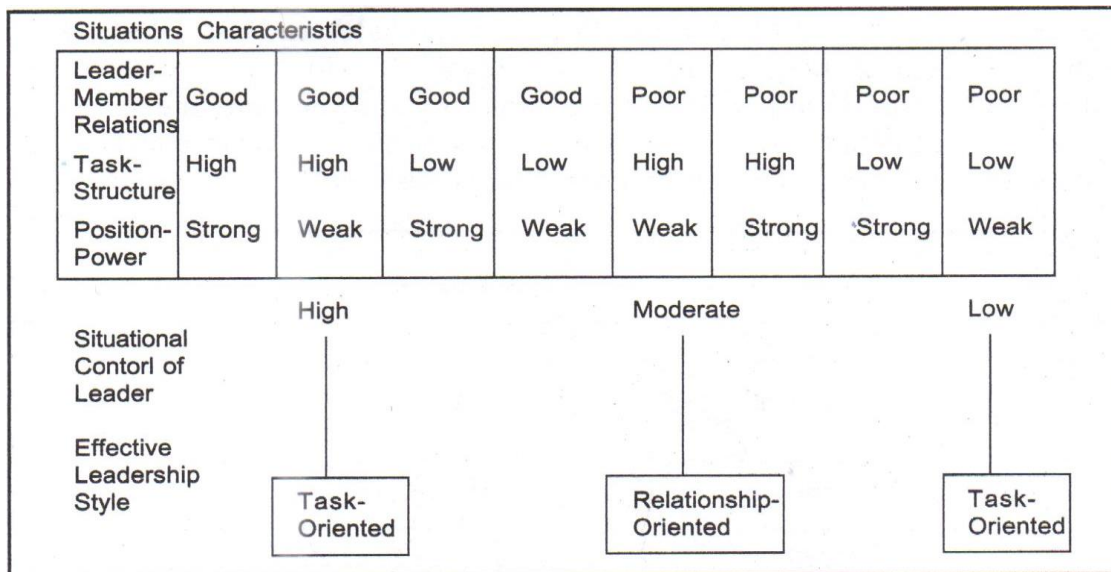 Situations Characteristics
Leader-
Member
Relations
Good Good Good Good Poor Poor Poor Poor
Task-
Structure
High High Low Low High High Low Low
Position-
Power
Strong Weak Strong Weak Weak Strong Strong Weak
High Moderate Low
Situational
Contorl of
Leader
Effective
Leadership
Style
Task-
Oriented
Relationship-
Oriented
Task-
Oriented